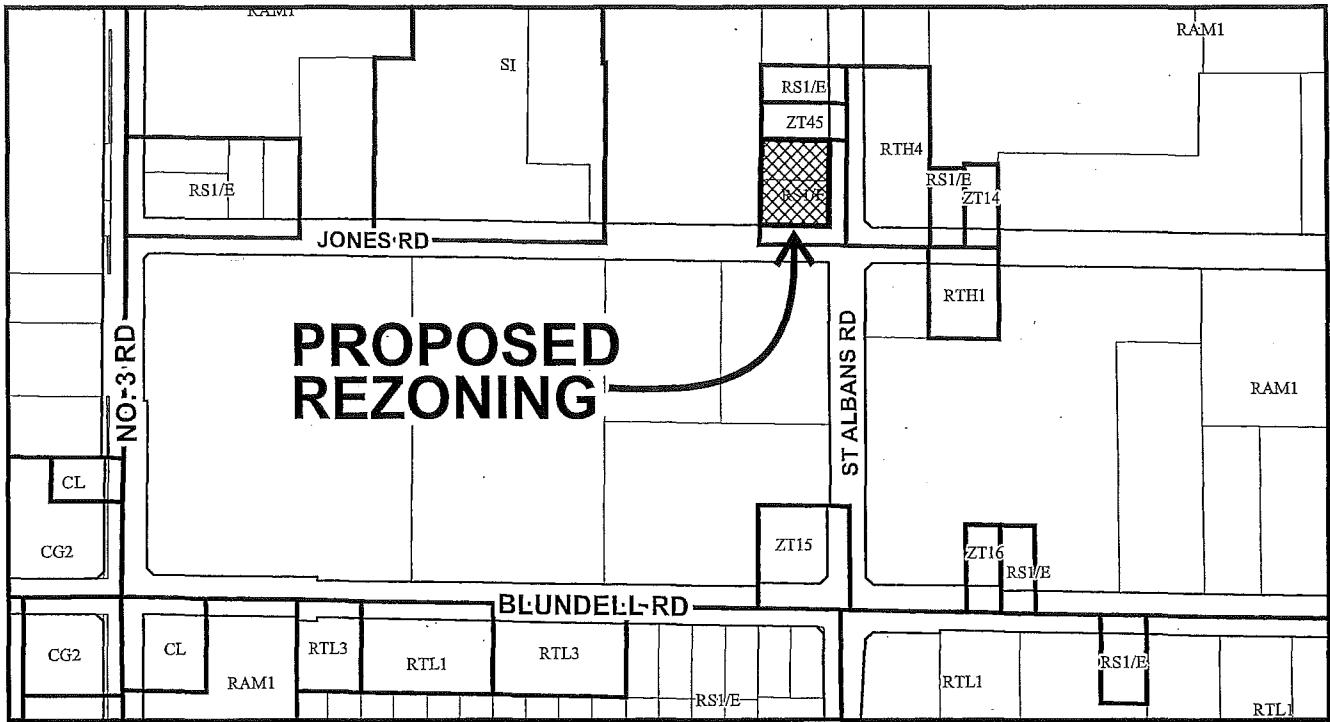 RAM1
RAM1
SI
RS1/E
ZT45
RTH4
RS1/E
RS1/E
RS1/E
ZT14
JONES RD
RTH1
PROPOSED
REZONING
NO. 3 RD
ST ALBANS RD
RAM1
CL
CG2
ZT15
ZT16
RS1/E
BLUNDELL RD
CG2
CL
RAM1
RTL3
RTL1
RTL3
RS1/E
RTL1
RS1/E
RTL1